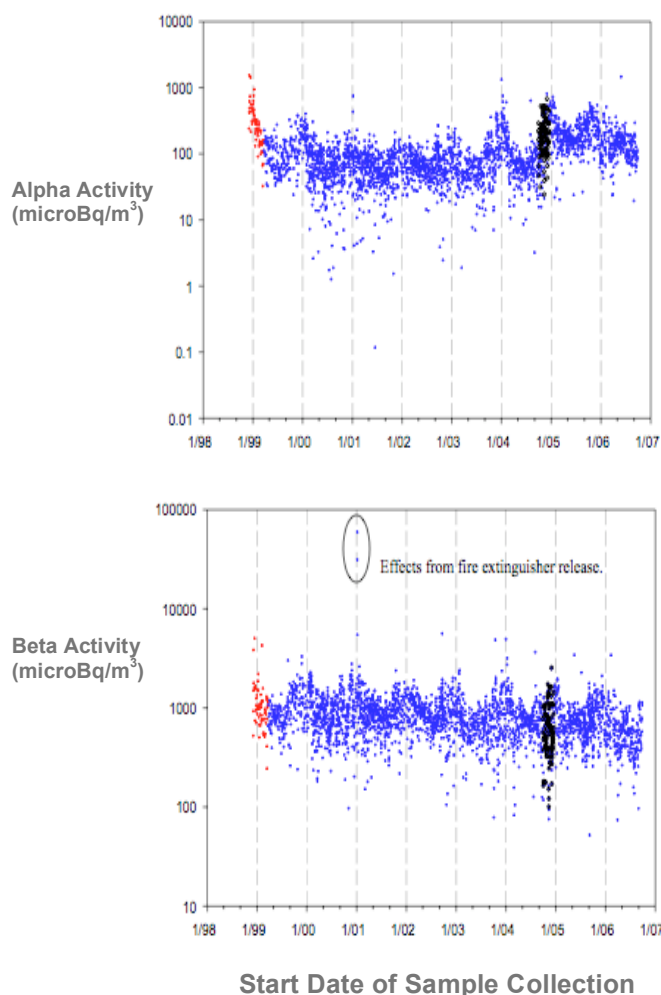 10000
1000
100
10
1
0.1
0.01
Alpha Activity
(microBq/m³)
1/98 1/99 1/00 1/01 1/02 1/03 1/04 1/05 1/06 1/07
100000
10000
1000
100
10
Effects from fire extinguisher release.
Beta Activity
(microBq/m³)
1/98 1/99 1/00 1/01 1/02 1/03 1/04 1/05 1/06 1/07
Start Date of Sample Collection